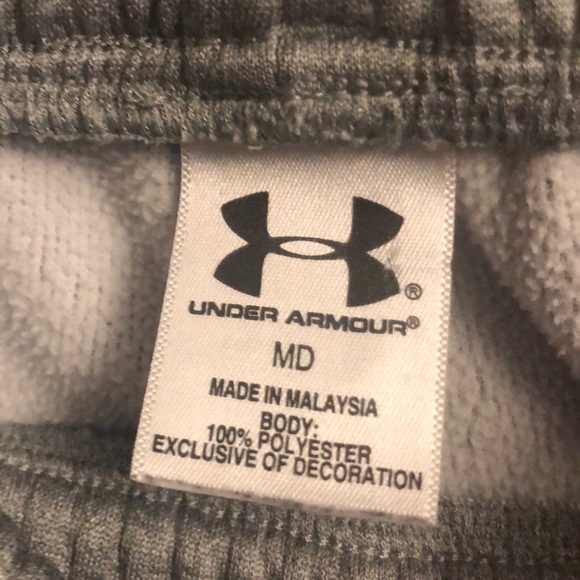 ®
UNDER ARMOUR®
MD
MADE IN MALAYSIA
BODY:
100% POLYESTER
EXCLUSIVE OF DECORATION